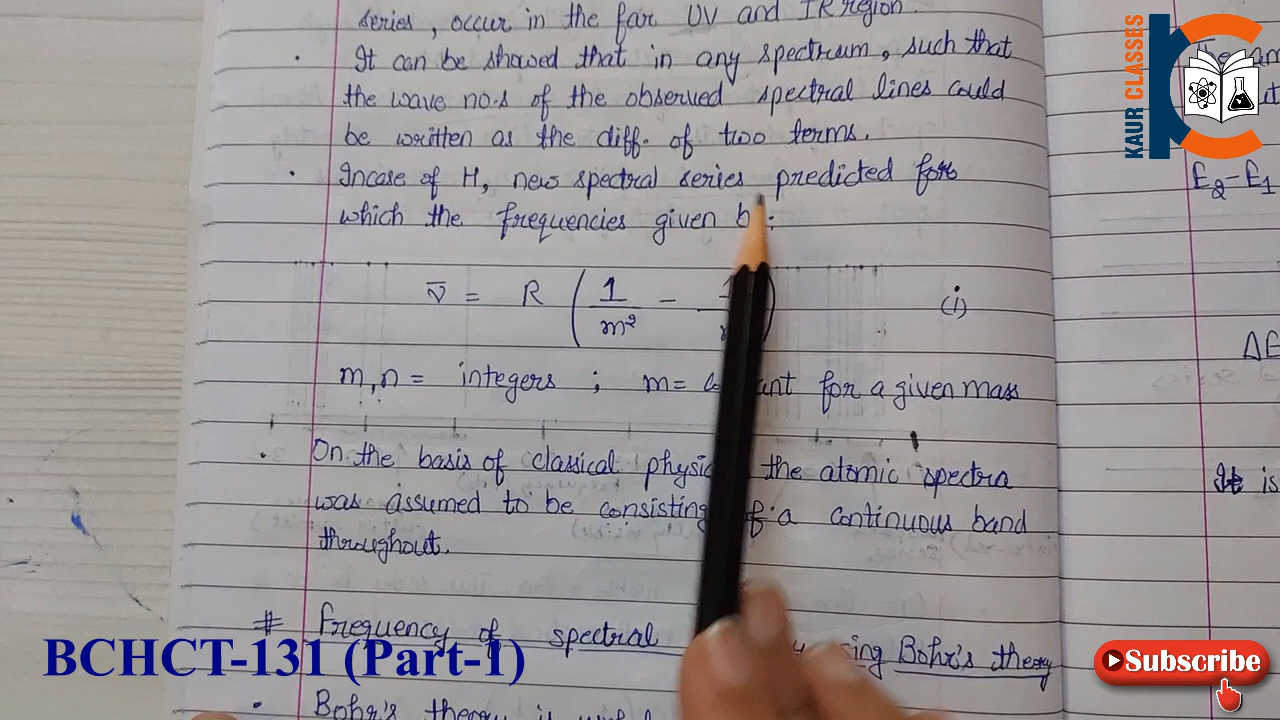 series, occur in the far UV and IR region.
. It can be showed that in any spectrum, such that
the wave no.s of the observed spectral lines could
be written as the diff. of two terms.
. Incase of H, new spectral series predicted for
which the frequencies given b :
ν̅ = R ( 1/m² - 1 ) (i)
m, n = integers ; m = for a given mass
. On the basis of classical the atomic spectra
was assumed to be consisting of a continuous band
throughout.
# Frequency of spectral Bohr's theory
. Bohr's theory is
E₂-E₁
ΔE
It is
KAUR CLASSES
BCHCT-131 (Part-1)
Subscribe